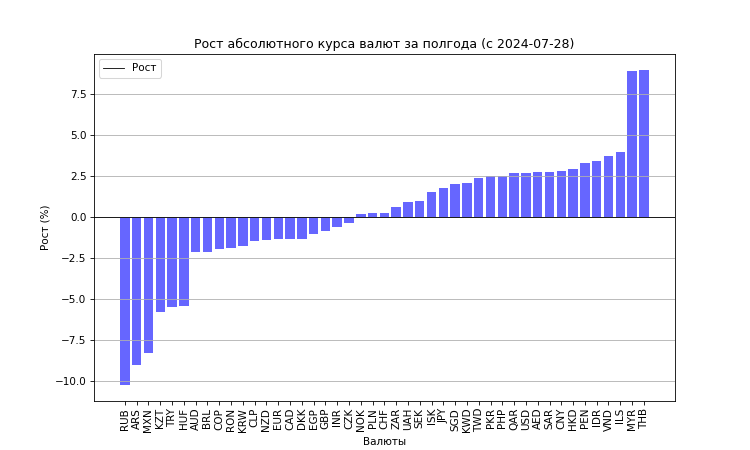 Рост абсолютного курса валют за полгода (с 2024-07-28)
Рост
7.5
5.0
2.5
0.0
−2.5
−5.0
−7.5
−10.0
Рост (%)
RUB ARS MXN KZT TRY HUF AUD BRL COP RON KRW CLP NZD EUR CAD DKK EGP GBP INR CZK NOK PLN CHF ZAR UAH SEK ISK JPY SGD KWD TWD PKR PHP QAR USD AED SAR CNY HKD PEN IDR VND ILS MYR THB
Валюты